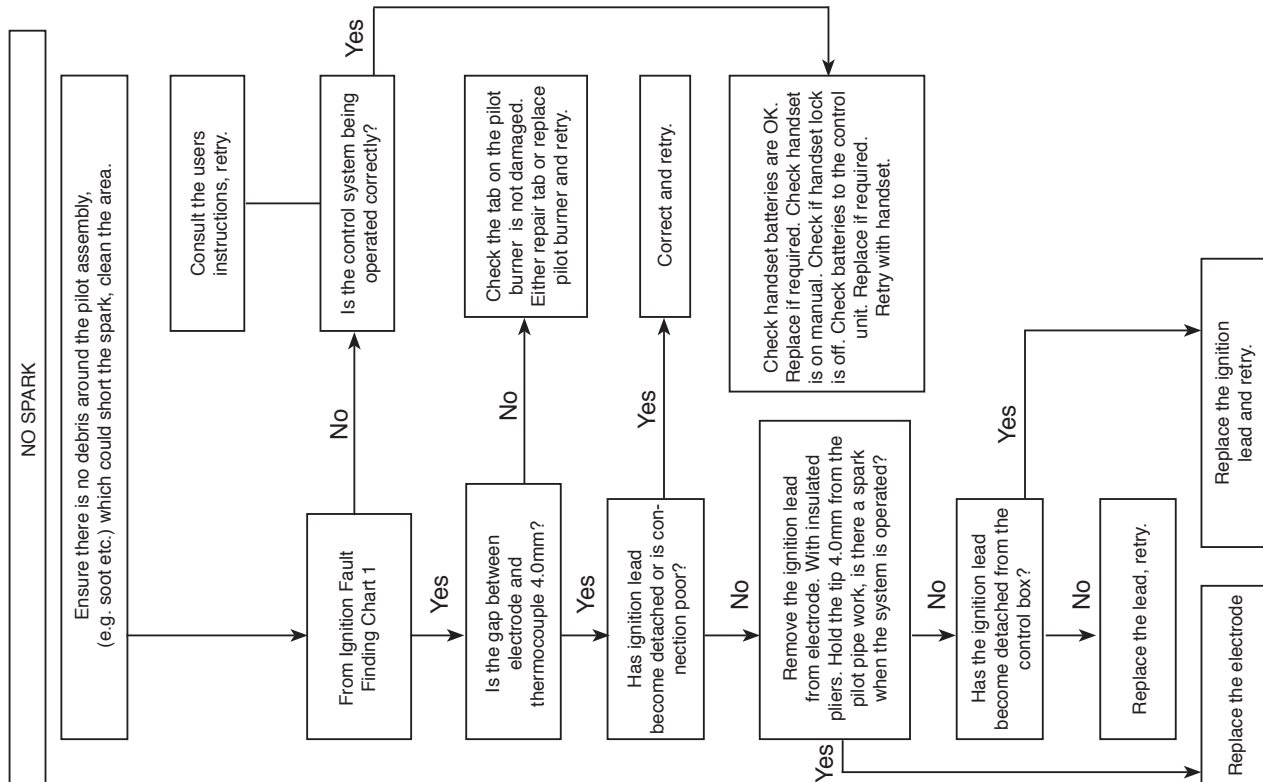 NO SPARK
Ensure there is no debris around the pilot assembly,
(e.g. soot etc.) which could short the spark, clean the area.
Consult the users
instructions, retry.
From Ignition Fault
Finding Chart 1
No
Is the control system being
operated correctly?
Yes
Yes
Is the gap between
electrode and
thermocouple 4.0mm?
No
Check the tab on the pilot
burner is not damaged.
Either repair tab or replace
pilot burner and retry.
Yes
Has ignition lead
become detached or is con-
nection poor?
Yes
Correct and retry.
No
Remove the ignition lead
from electrode. With insulated
pliers. Hold the tip 4.0mm from the
pilot pipe work, is there a spark
when the system is operated?
Check handset batteries are OK.
Replace if required. Check handset
is on manual. Check if handset lock
is off. Check batteries to the control
unit. Replace if required.
Retry with handset.
Yes
No
Has the ignition lead
become detached from the
control box?
Yes
No
Replace the lead, retry.
Replace the electrode
Replace the ignition
lead and retry.